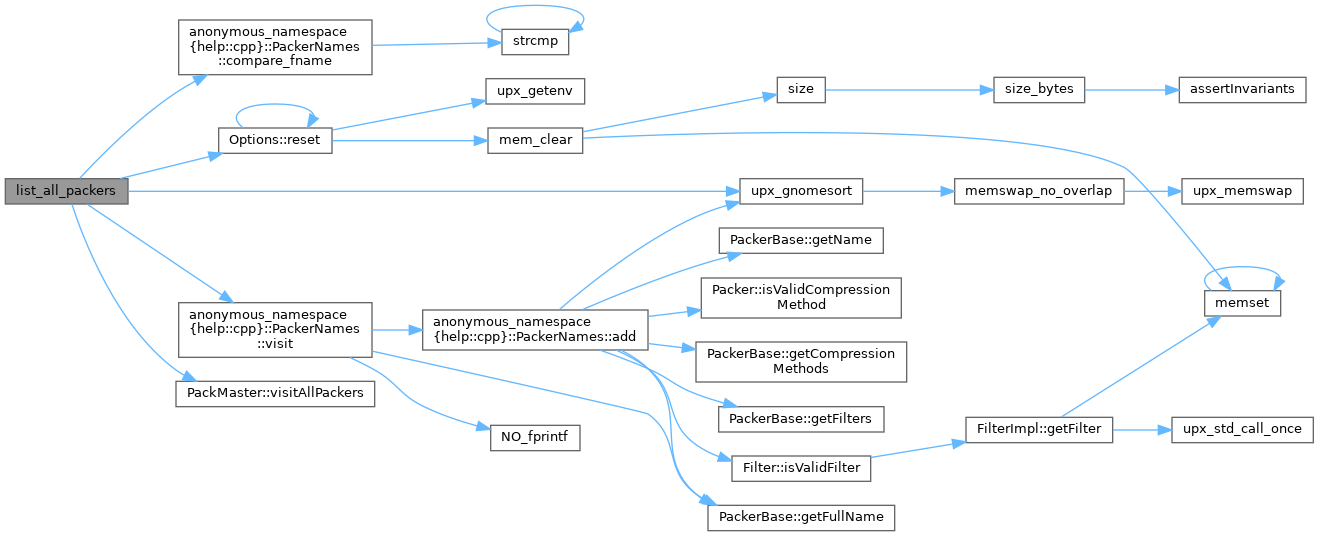 anonymous_namespace
{help::cpp}::PackerNames
::compare_fname
strcmp
upx_getenv
size
size_bytes
assertInvariants
Options::reset
mem_clear
list_all_packers
upx_gnomesort
memswap_no_overlap
upx_memswap
PackerBase::getName
Packer::isValidCompression
Method
memset
anonymous_namespace
{help::cpp}::PackerNames
::visit
anonymous_namespace
{help::cpp}::PackerNames::add
PackerBase::getCompression
Methods
PackMaster::visitAllPackers
PackerBase::getFilters
NO_fprintf
FilterImpl::getFilter
upx_std_call_once
Filter::isValidFilter
PackerBase::getFullName